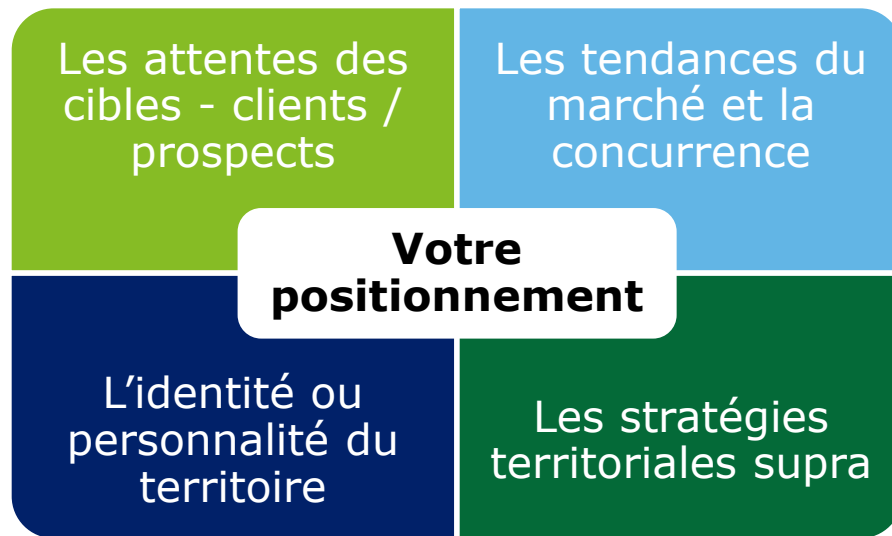 Les attentes des
cibles - clients /
prospects
Les tendances du
marché et la
concurrence
Votre
positionnement
L’identité ou
personnalité du
territoire
Les stratégies
territoriales supra